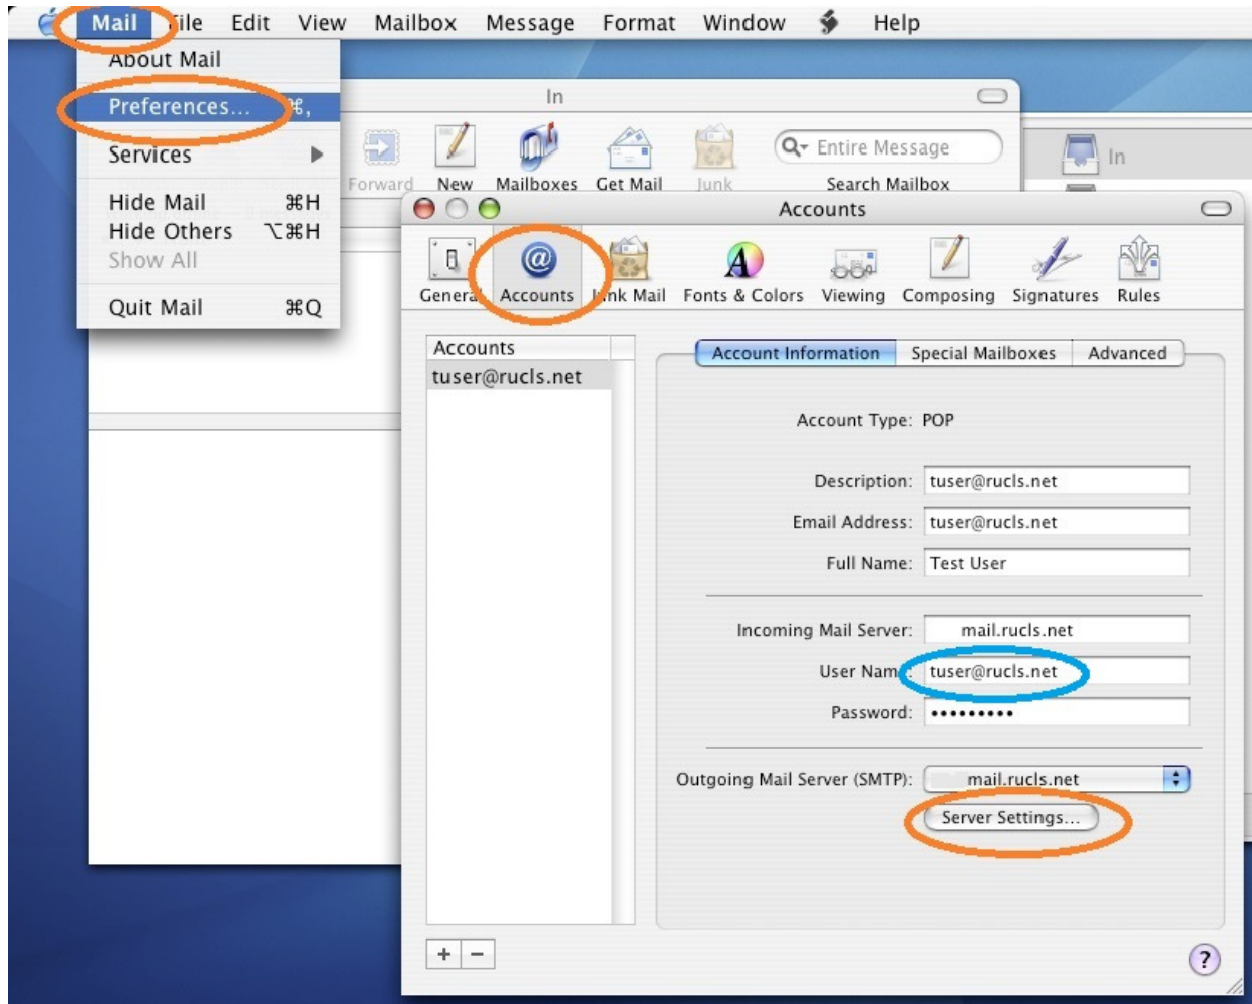 Mail File Edit View Mailbox Message Format Window Help
About Mail
Preferences... ⌘,
Services
Hide Mail ⌘H
Hide Others ⌥⌘H
Show All
Quit Mail ⌘Q
In
Forward New Mailboxes Get Mail Junk
Entire Message
Search Mailbox
In
Accounts
General Accounts Junk Mail Fonts & Colors Viewing Composing Signatures Rules
Accounts
tuser@rucls.net
Account Information Special Mailboxes Advanced
Account Type: POP
Description: tuser@rucls.net
Email Address: tuser@rucls.net
Full Name: Test User
Incoming Mail Server: mail.rucls.net
User Name: tuser@rucls.net
Password: •••••••••
Outgoing Mail Server (SMTP): mail.rucls.net
Server Settings...
+ −
?